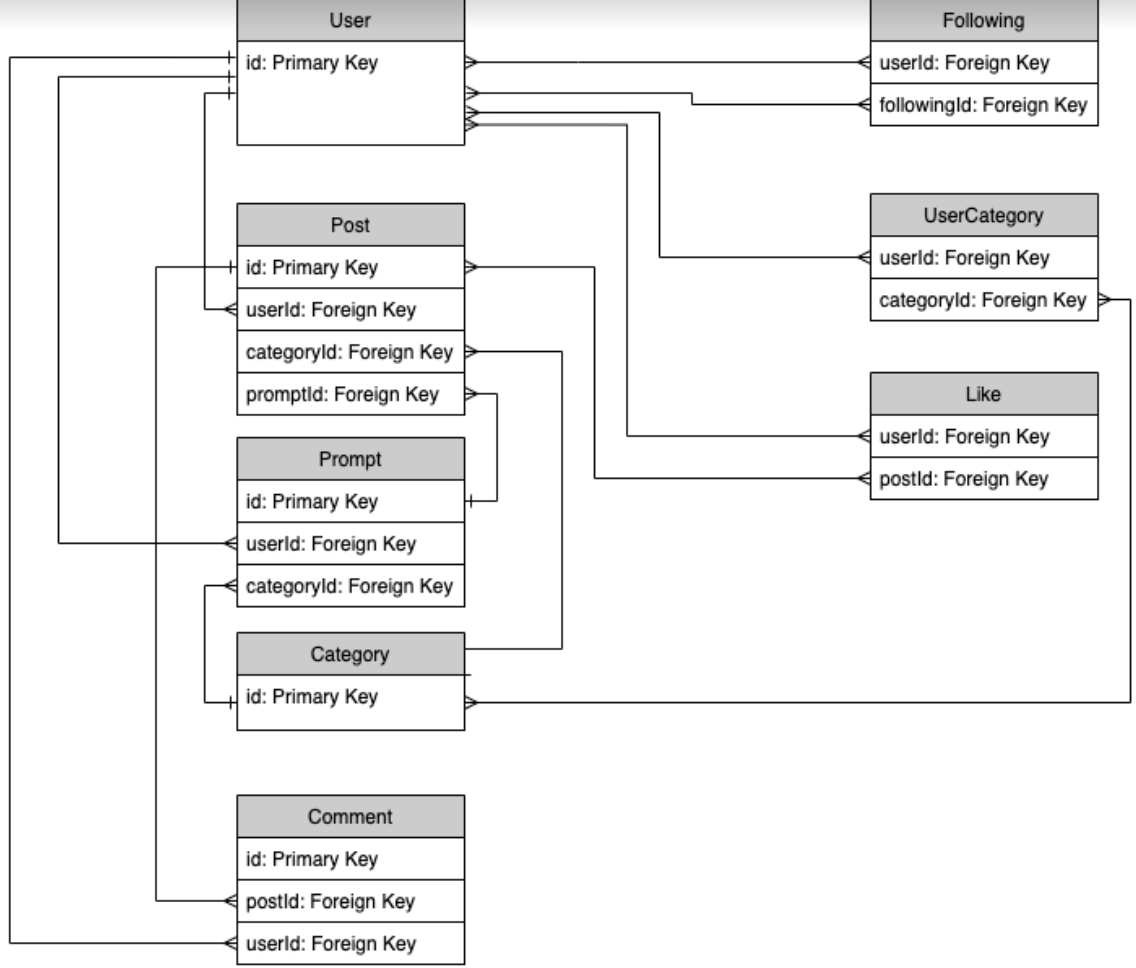 User
id: Primary Key
Post
id: Primary Key
userId: Foreign Key
categoryId: Foreign Key
promptId: Foreign Key
Prompt
id: Primary Key
userId: Foreign Key
categoryId: Foreign Key
Category
id: Primary Key
Comment
id: Primary Key
postId: Foreign Key
userId: Foreign Key
Following
userId: Foreign Key
followingId: Foreign Key
UserCategory
userId: Foreign Key
categoryId: Foreign Key
Like
userId: Foreign Key
postId: Foreign Key